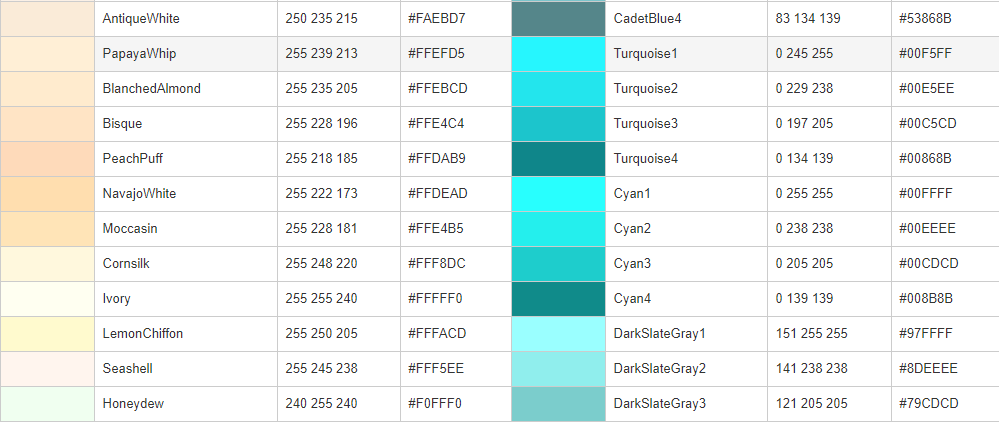 AntiqueWhite 250 235 215 #FAEBD7 CadetBlue4 83 134 139 #53868B
PapayaWhip 255 239 213 #FFEFD5 Turquoise1 0 245 255 #00F5FF
BlanchedAlmond 255 235 205 #FFEBCD Turquoise2 0 229 238 #00E5EE
Bisque 255 228 196 #FFE4C4 Turquoise3 0 197 205 #00C5CD
PeachPuff 255 218 185 #FFDAB9 Turquoise4 0 134 139 #00868B
NavajoWhite 255 222 173 #FFDEAD Cyan1 0 255 255 #00FFFF
Moccasin 255 228 181 #FFE4B5 Cyan2 0 238 238 #00EEEE
Cornsilk 255 248 220 #FFF8DC Cyan3 0 205 205 #00CDCD
Ivory 255 255 240 #FFFFF0 Cyan4 0 139 139 #008B8B
LemonChiffon 255 250 205 #FFFACD DarkSlateGray1 151 255 255 #97FFFF
Seashell 255 245 238 #FFF5EE DarkSlateGray2 141 238 238 #8DEEEE
Honeydew 240 255 240 #F0FFF0 DarkSlateGray3 121 205 205 #79CDCD